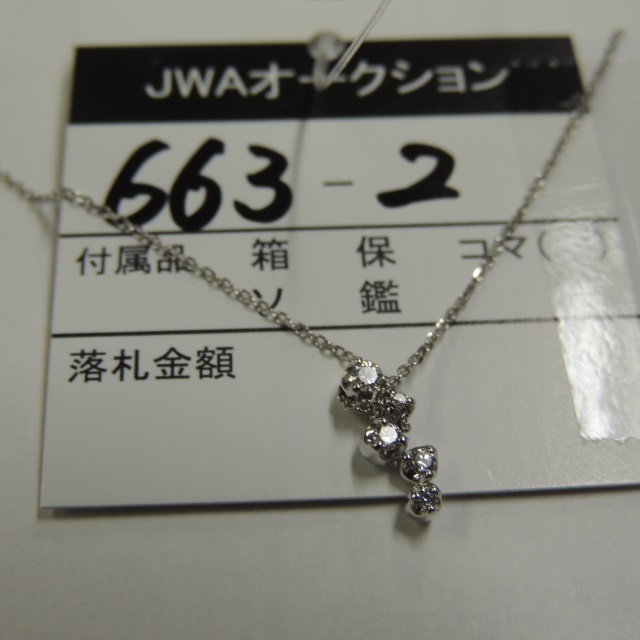 JWAオークション
663-2
付属品 箱 保 コマ( )
ソ 鑑
落札金額